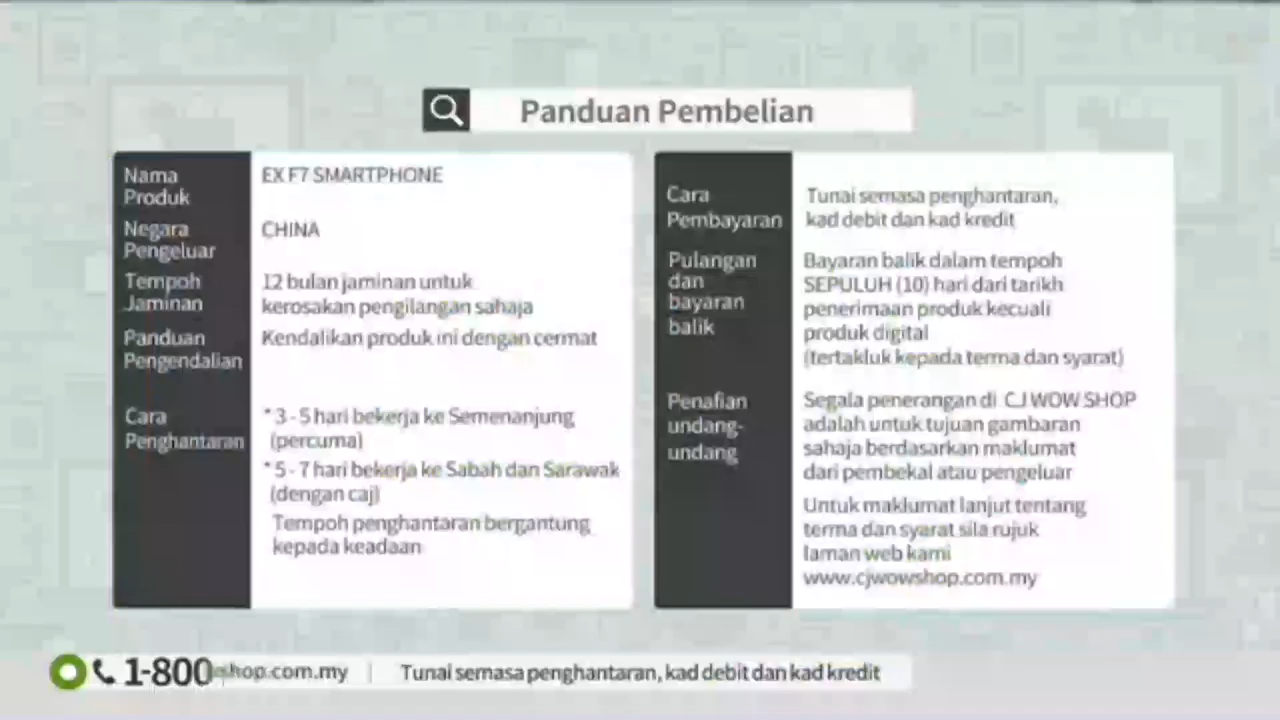 Panduan Pembelian
Nama
Produk
EX F7 SMARTPHONE
Negara
Pengeluar
CHINA
Tempoh
Jaminan
12 bulan jaminan untuk
kerosakan pengilangan sahaja
Panduan
Pengendalian
Kendalikan produk ini dengan cermat
Cara
Penghantaran
* 3 - 5 hari bekerja ke Semenanjung
(percuma)
* 5 - 7 hari bekerja ke Sabah dan Sarawak
(dengan caj)
Tempoh penghantaran bergantung
kepada keadaan
Cara
Pembayaran
Tunai semasa penghantaran,
kad debit dan kad kredit
Pulangan
dan
bayaran
balik
Bayaran balik dalam tempoh
SEPULUH (10) hari dari tarikh
penerimaan produk kecuali
produk digital
(tertakluk kepada terma dan syarat)
Penafian
undang-
undang
Segala penerangan di CJ WOW SHOP
adalah untuk tujuan gambaran
sahaja berdasarkan maklumat
dari pembekal atau pengeluar
Untuk maklumat lanjut tentang
terma dan syarat sila rujuk
laman web kami
www.cjwowshop.com.my
1-800 shop.com.my | Tunai semasa penghantaran, kad debit dan kad kredit